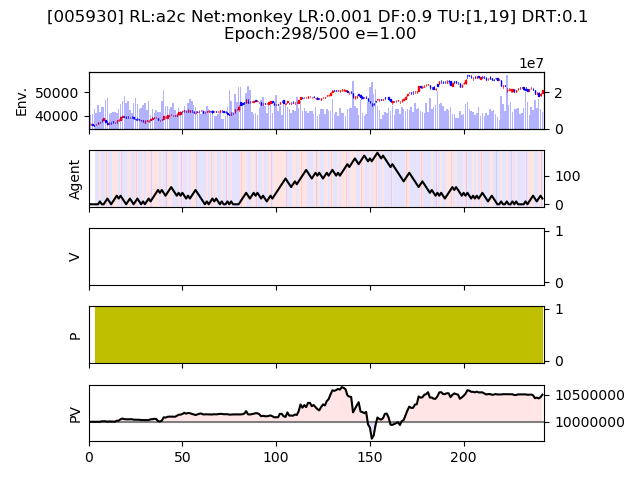 [005930] RL:a2c Net:monkey LR:0.001 DF:0.9 TU:[1,19] DRT:0.1
Epoch:298/500 e=1.00
1e7
Env.
50000
40000
2
0
Agent
100
0
V
1
0
P
1
0
PV
10500000
10000000
0 50 100 150 200